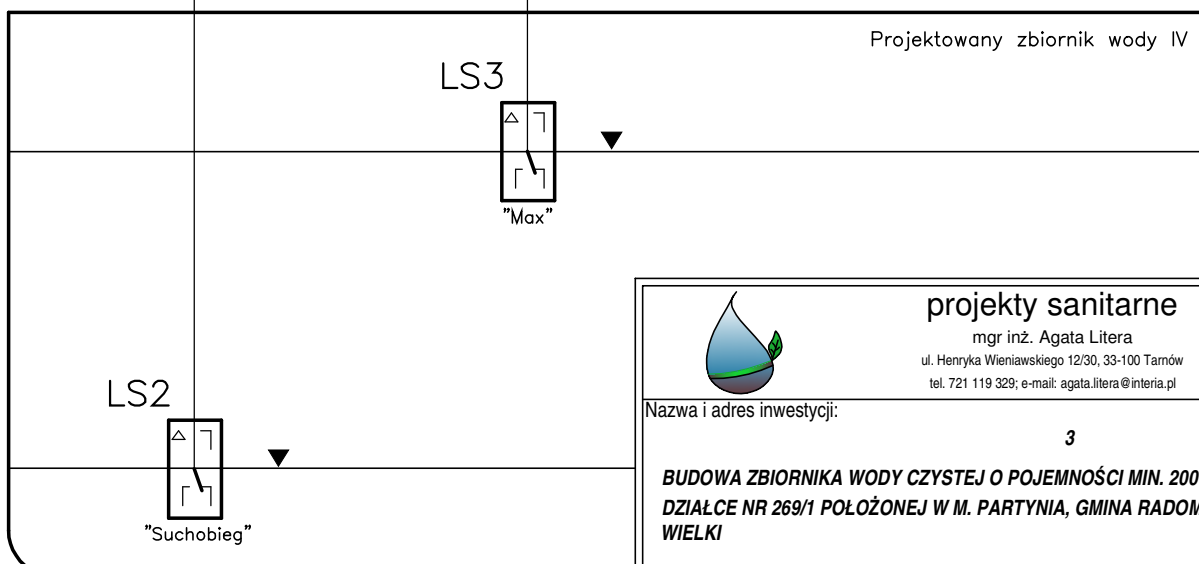 Projektowany zbiornik wody IV
LS3
"Max"
LS2
"Suchobieg"
projekty sanitarne
mgr inż. Agata Litera
ul. Henryka Wieniawskiego 12/30, 33-100 Tarnów
tel. 721 119 329; e-mail: agata.litera@interia.pl
Nazwa i adres inwestycji:
3
BUDOWA ZBIORNIKA WODY CZYSTEJ O POJEMNOŚCI MIN. 200
DZIAŁCE NR 269/1 POŁOŻONEJ W M. PARTYNIA, GMINA RADOM
WIELKI